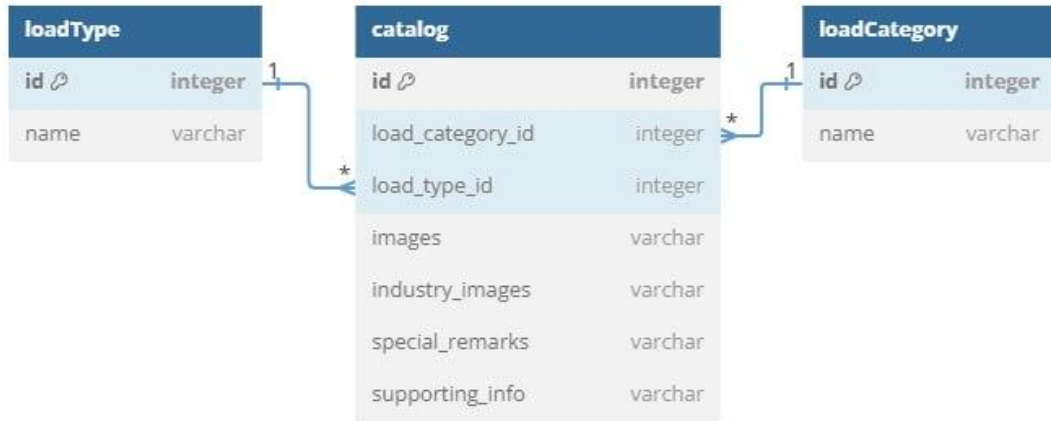 loadType
id integer
name varchar
1
*
catalog
id integer
load_category_id integer
load_type_id integer
images varchar
industry_images varchar
special_remarks varchar
supporting_info varchar
*
1
loadCategory
id integer
name varchar